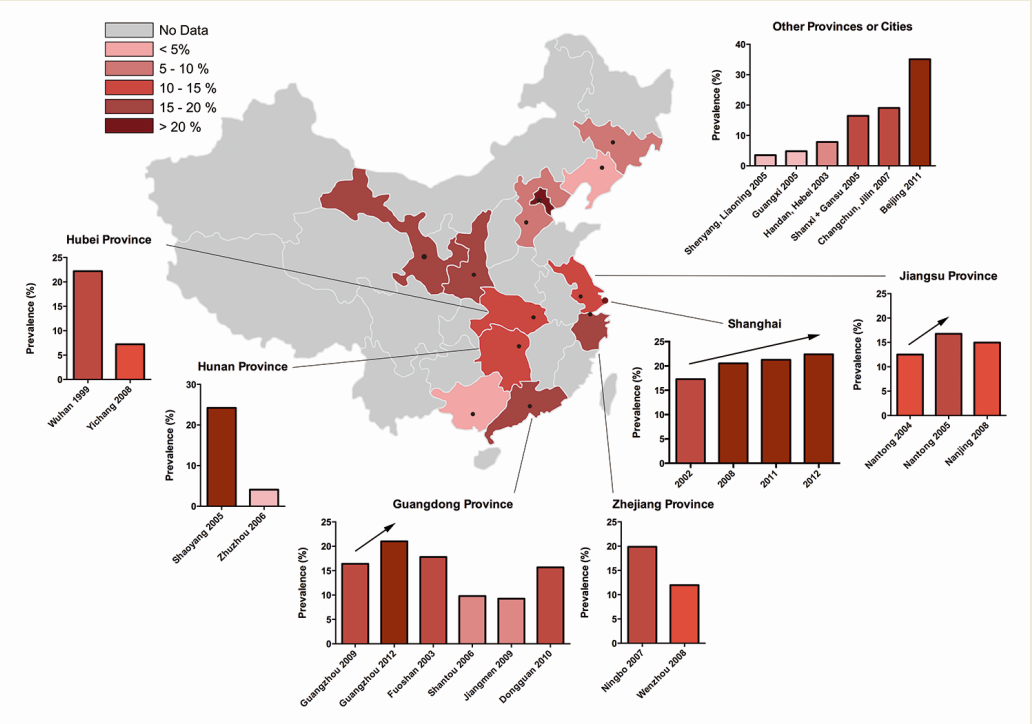 No Data
< 5%
5 - 10 %
10 - 15 %
15 - 20 %
> 20 %
Other Provinces or Cities
Prevalence (%)
40
30
20
10
0
Shenyang, Liaoning 2005
Guangxi 2005
Handan, Hebei 2003
Shanxi + Gansu 2005
Changchun, Jilin 2007
Beijing 2011
Hubei Province
Prevalence (%)
25
20
15
10
5
0
Wuhan 1999
Yichang 2008
Hunan Province
Prevalence (%)
30
20
10
0
Shaoyang 2005
Zhuzhou 2006
Jiangsu Province
Prevalence (%)
25
20
15
10
5
0
Nantong 2004
Nantong 2005
Nanjing 2008
Shanghai
Prevalence (%)
25
20
15
10
5
0
2002
2008
2011
2012
Guangdong Province
Prevalence (%)
25
20
15
10
5
0
Guangzhou 2009
Guangzhou 2012
Fuoshan 2003
Shantou 2006
Jiangmen 2009
Dongguan 2010
Zhejiang Province
Prevalence (%)
25
20
15
10
5
0
Ningbo 2007
Wenzhou 2008